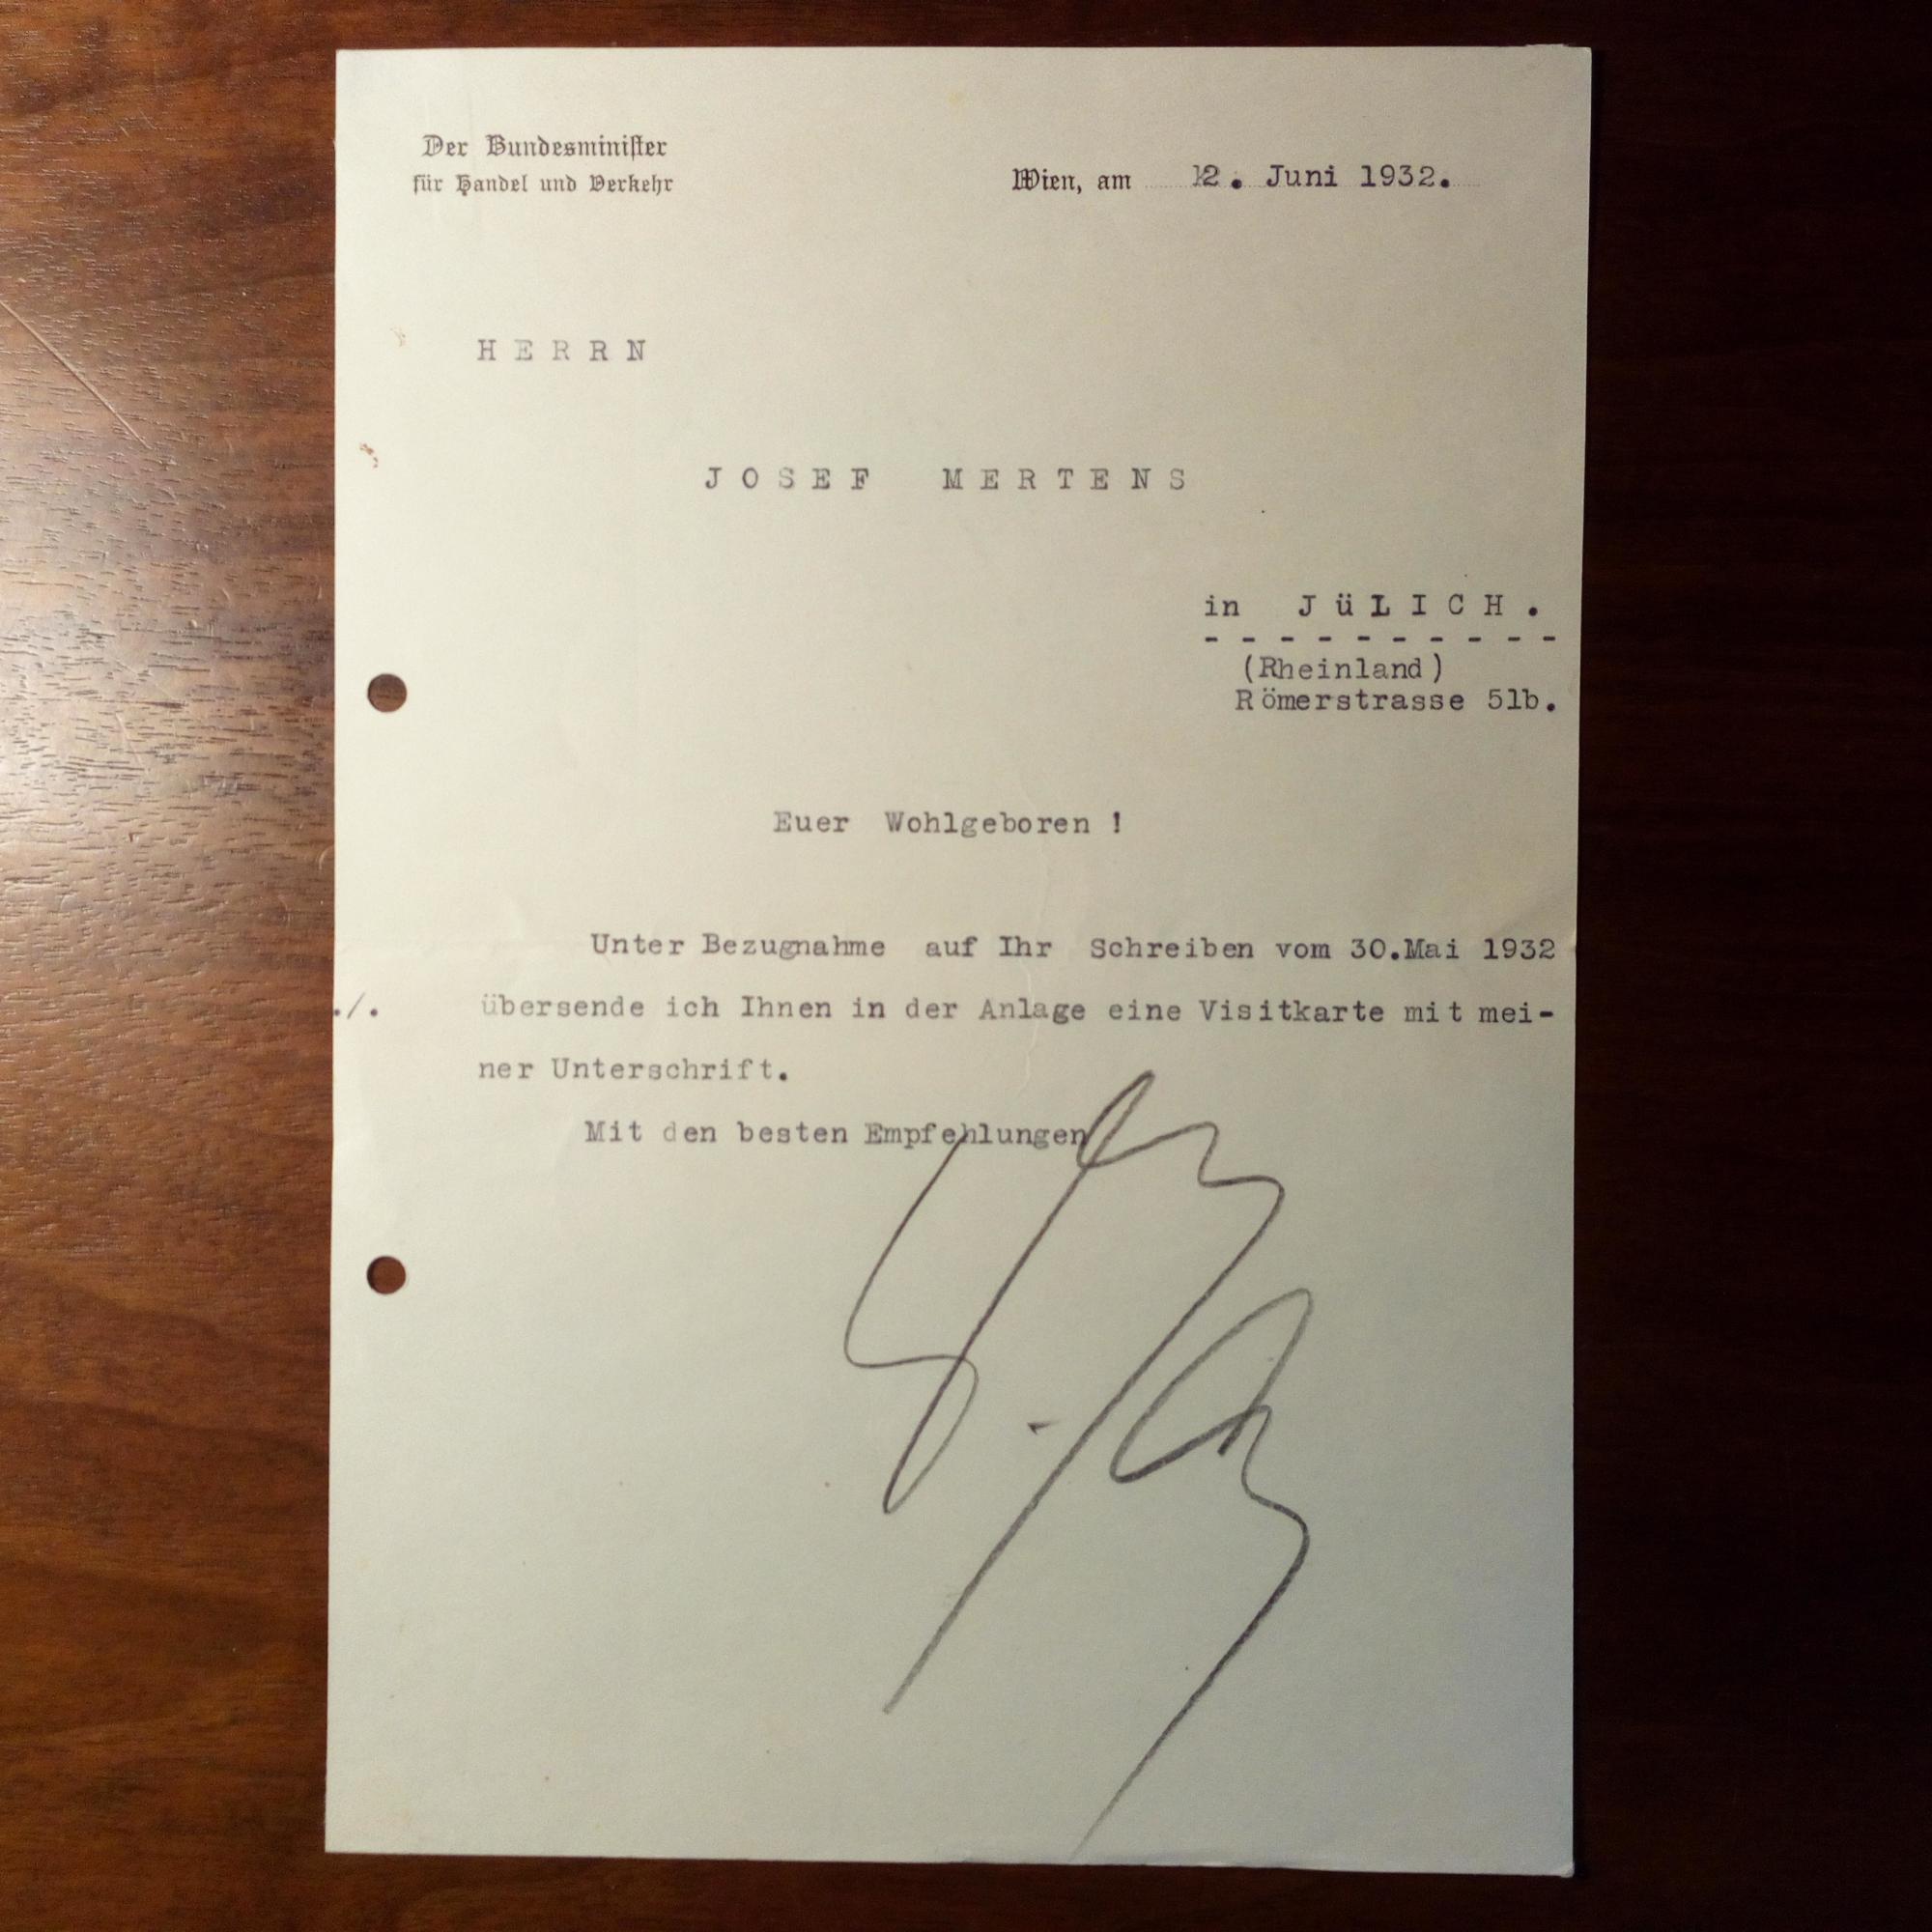 Der Bundesminister
für Handel und Verkehr
Wien, am 12. Juni 1932.
HERRN
JOSEF MERTENS
in JüLICH.
-----------
(Rheinland)
Römerstrasse 51b.
Euer Wohlgeboren !
Unter Bezugnahme auf Ihr Schreiben vom 30.Mai 1932
./. übersende ich Ihnen in der Anlage eine Visitkarte mit mei-
ner Unterschrift.
Mit den besten Empfehlungen